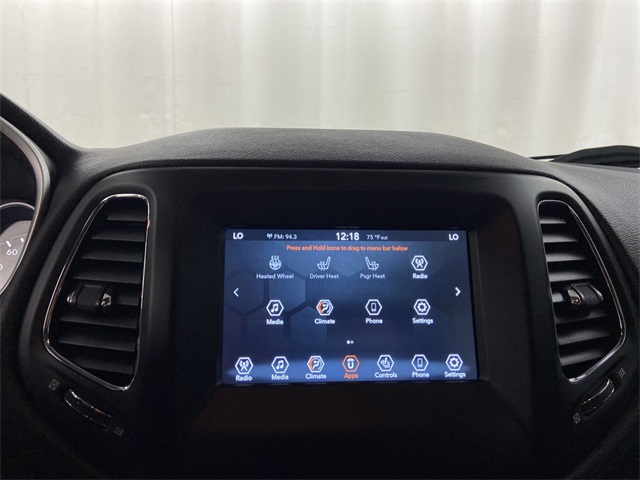 LO FM: 94.3 12:18 75 °F out LO
Press and Hold icons to drag to menu bar below
Heated Wheel Driver Heat Psgr Heat Radio
Media Climate Phone Settings
Radio Media Climate Apps Controls Phone Settings
60